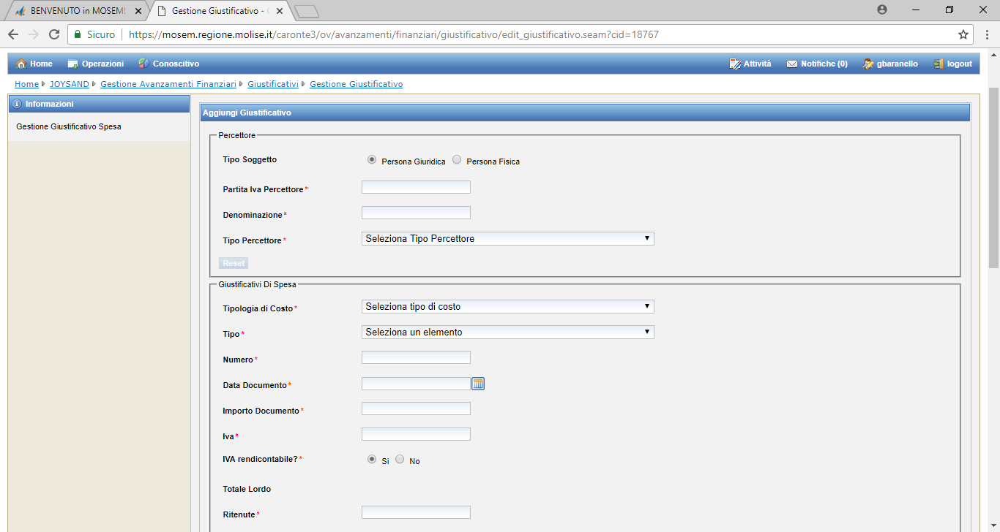 BENVENUTO in MOSEM!
Gestione Giustificativo -
Sicuro https://mosem.regione.molise.it/caronte3/ov/avanzamenti/finanziari/giustificativo/edit_giustificativo.seam?cid=18767
Home Operazioni Conoscitivo Attività Notifiche (0) gbaranello logout
Home JOYSAND Gestione Avanzamenti Finanziari Giustificativi Gestione Giustificativo
Informazioni
Gestione Giustificativo Spesa
Aggiungi Giustificativo
Percettore
Tipo Soggetto Persona Giuridica Persona Fisica
Partita Iva Percettore*
Denominazione*
Tipo Percettore* Seleziona Tipo Percettore
Reset
Giustificativi Di Spesa
Tipologia di Costo* Seleziona tipo di costo
Tipo* Seleziona un elemento
Numero*
Data Documento*
Importo Documento*
Iva*
IVA rendicontabile?* Si No
Totale Lordo
Ritenute*